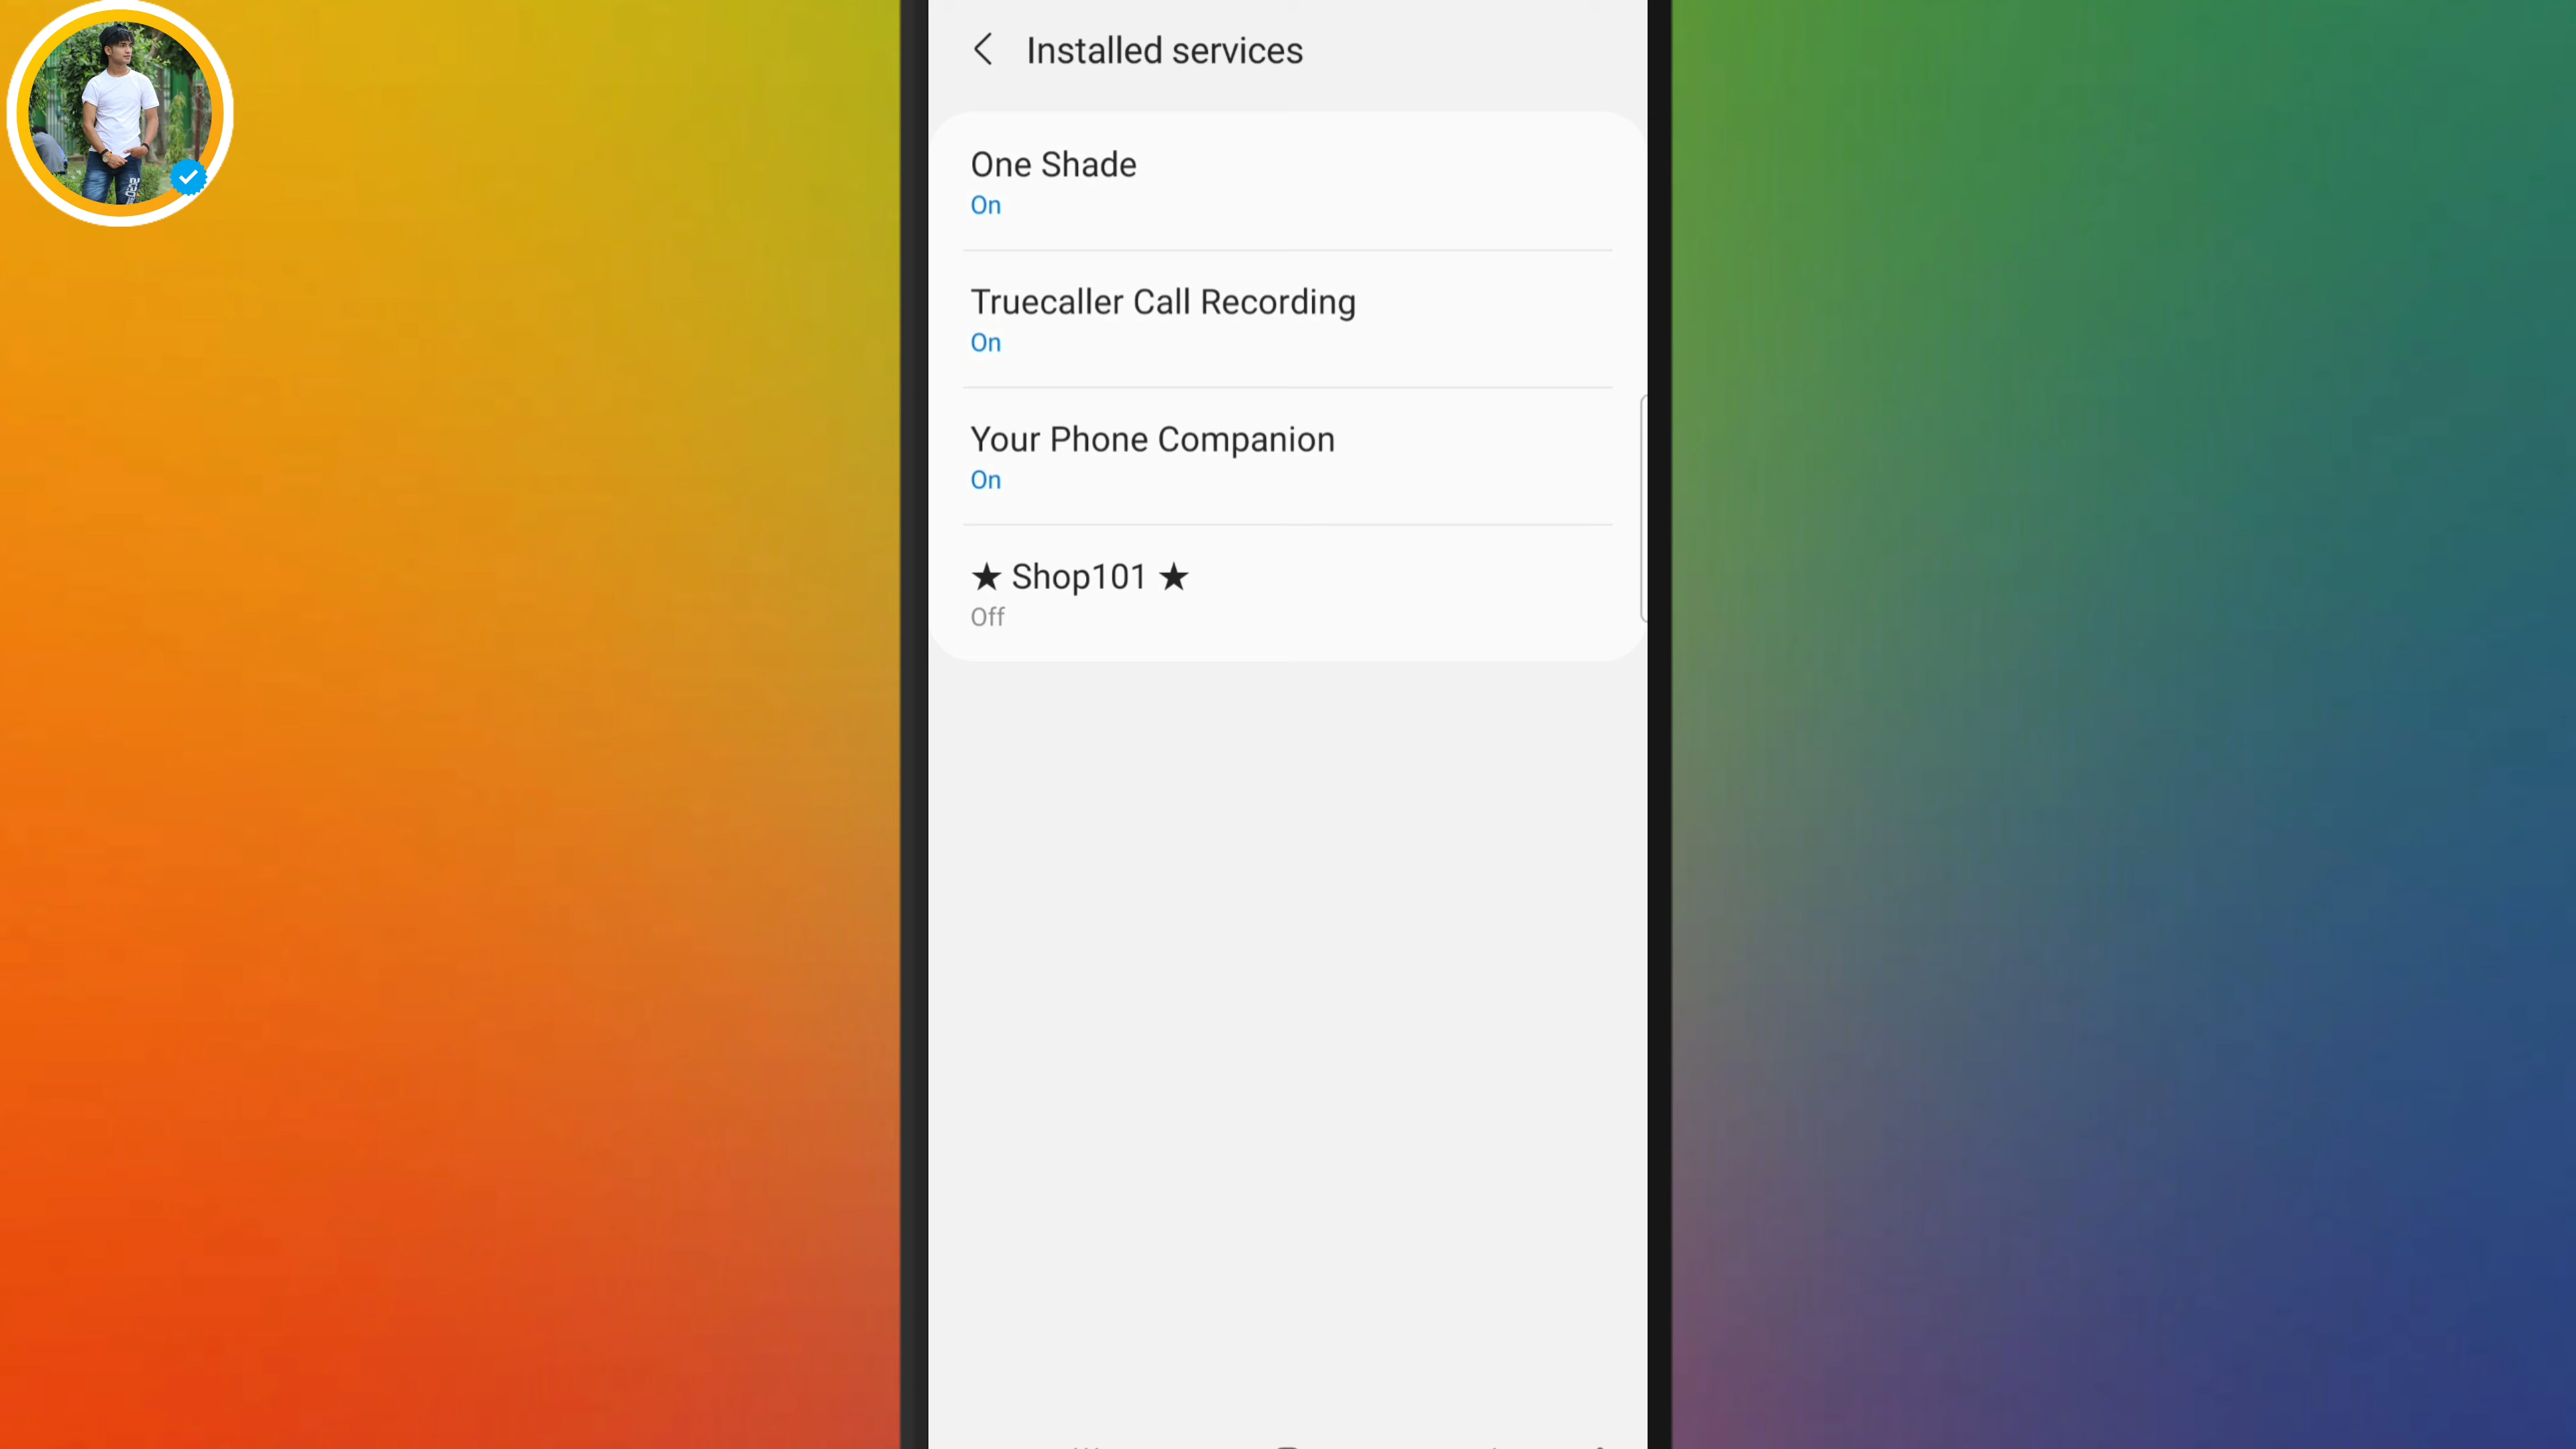 Installed services
One Shade
On
Truecaller Call Recording
On
Your Phone Companion
On
★ Shop101 ★
Off